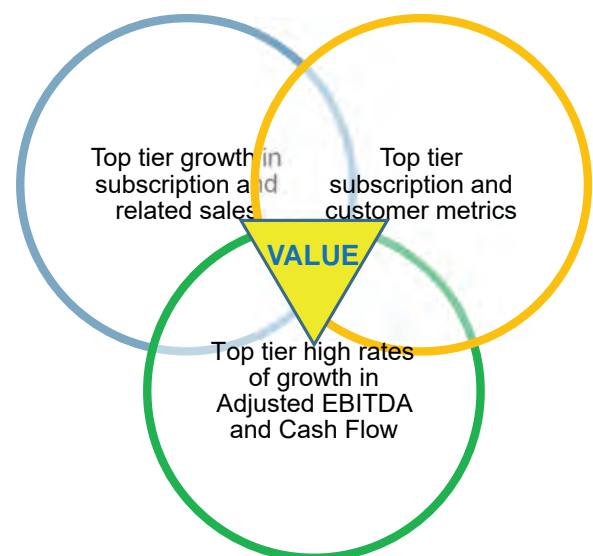 Top tier growth in
subscription and
related sales
Top tier
subscription and
customer metrics
VALUE
Top tier high rates
of growth in
Adjusted EBITDA
and Cash Flow